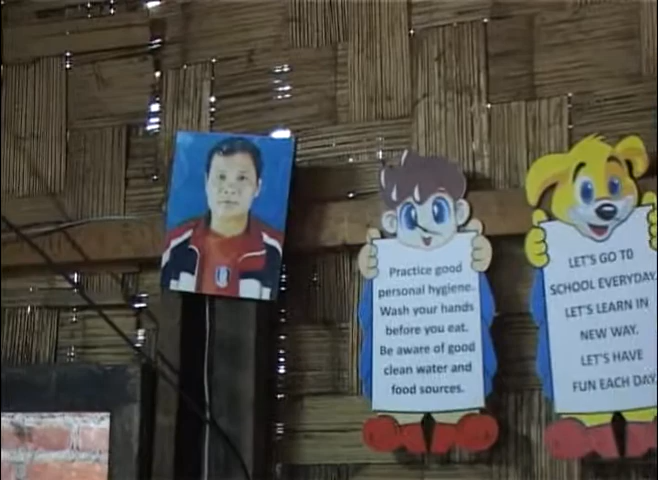 Practice good
personal hygiene.
Wash your hands
before you eat.
Be aware of good
clean water and
food sources.
LET'S GO TO
SCHOOL EVERYDAY.
LET'S LEARN IN
NEW WAY.
LET'S HAVE
FUN EACH DAY.